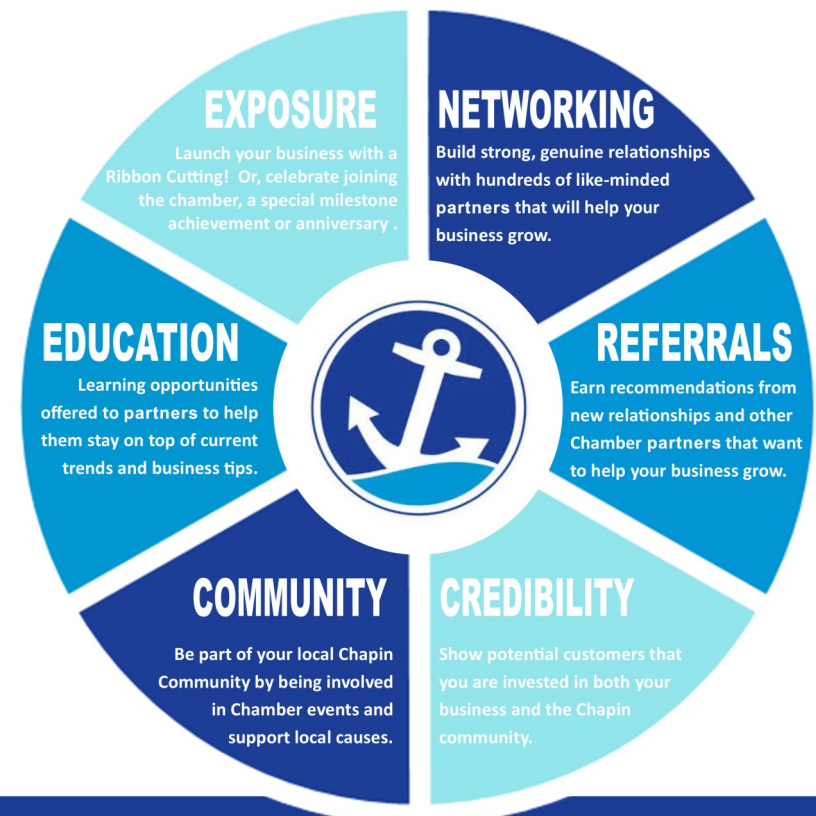 EXPOSURE
Launch your business with a
Ribbon Cutting! Or, celebrate joining
the chamber, a special milestone
achievement or anniversary .
NETWORKING
Build strong, genuine relationships
with hundreds of like-minded
partners that will help your
business grow.
EDUCATION
Learning opportunities
offered to partners to help
them stay on top of current
trends and business tips.
REFERRALS
Earn recommendations from
new relationships and other
Chamber partners that want
to help your business grow.
COMMUNITY
Be part of your local Chapin
Community by being involved
in Chamber events and
support local causes.
CREDIBILITY
Show potential customers that
you are invested in both your
business and the Chapin
community.